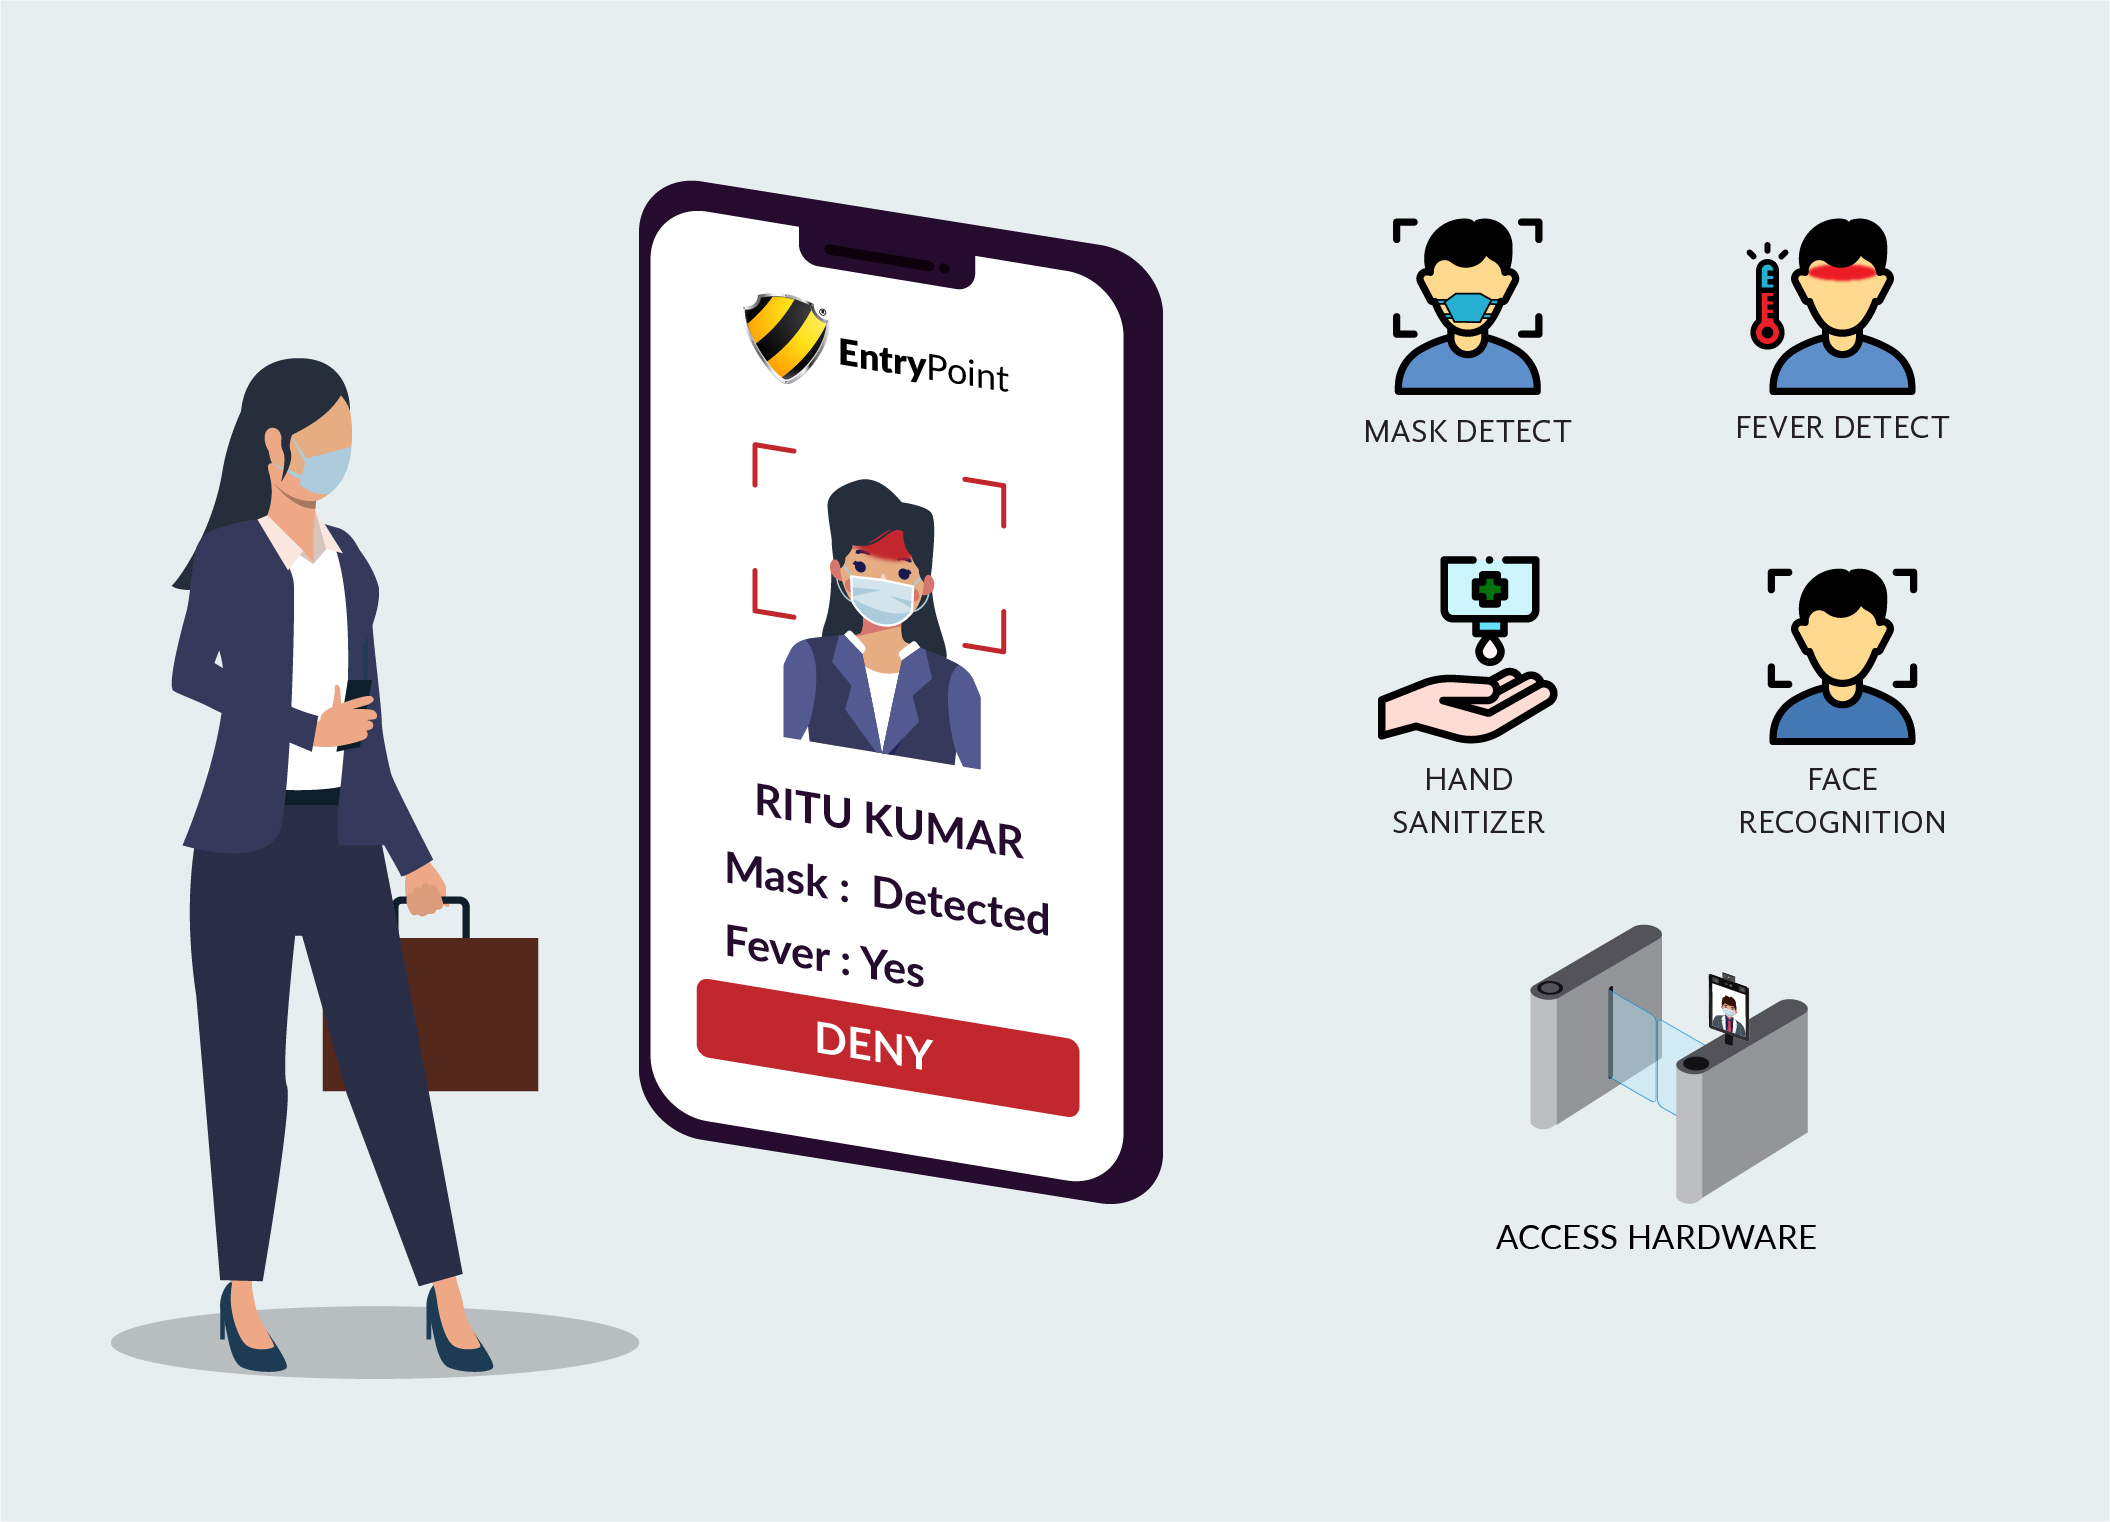 EntryPoint
RITU KUMAR
Mask : Detected
Fever : Yes
DENY
MASK DETECT
FEVER DETECT
HAND
SANITIZER
FACE
RECOGNITION
ACCESS HARDWARE